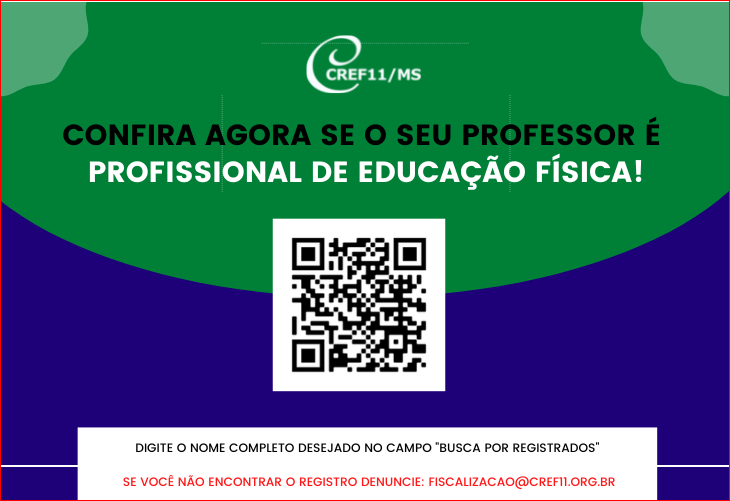 CREF11/MS
CONFIRA AGORA SE O SEU PROFESSOR É
PROFISSIONAL DE EDUCAÇÃO FÍSICA!
DIGITE O NOME COMPLETO DESEJADO NO CAMPO "BUSCA POR REGISTRADOS"
SE VOCÊ NÃO ENCONTRAR O REGISTRO DENUNCIE: FISCALIZACAO@CREF11.ORG.BR